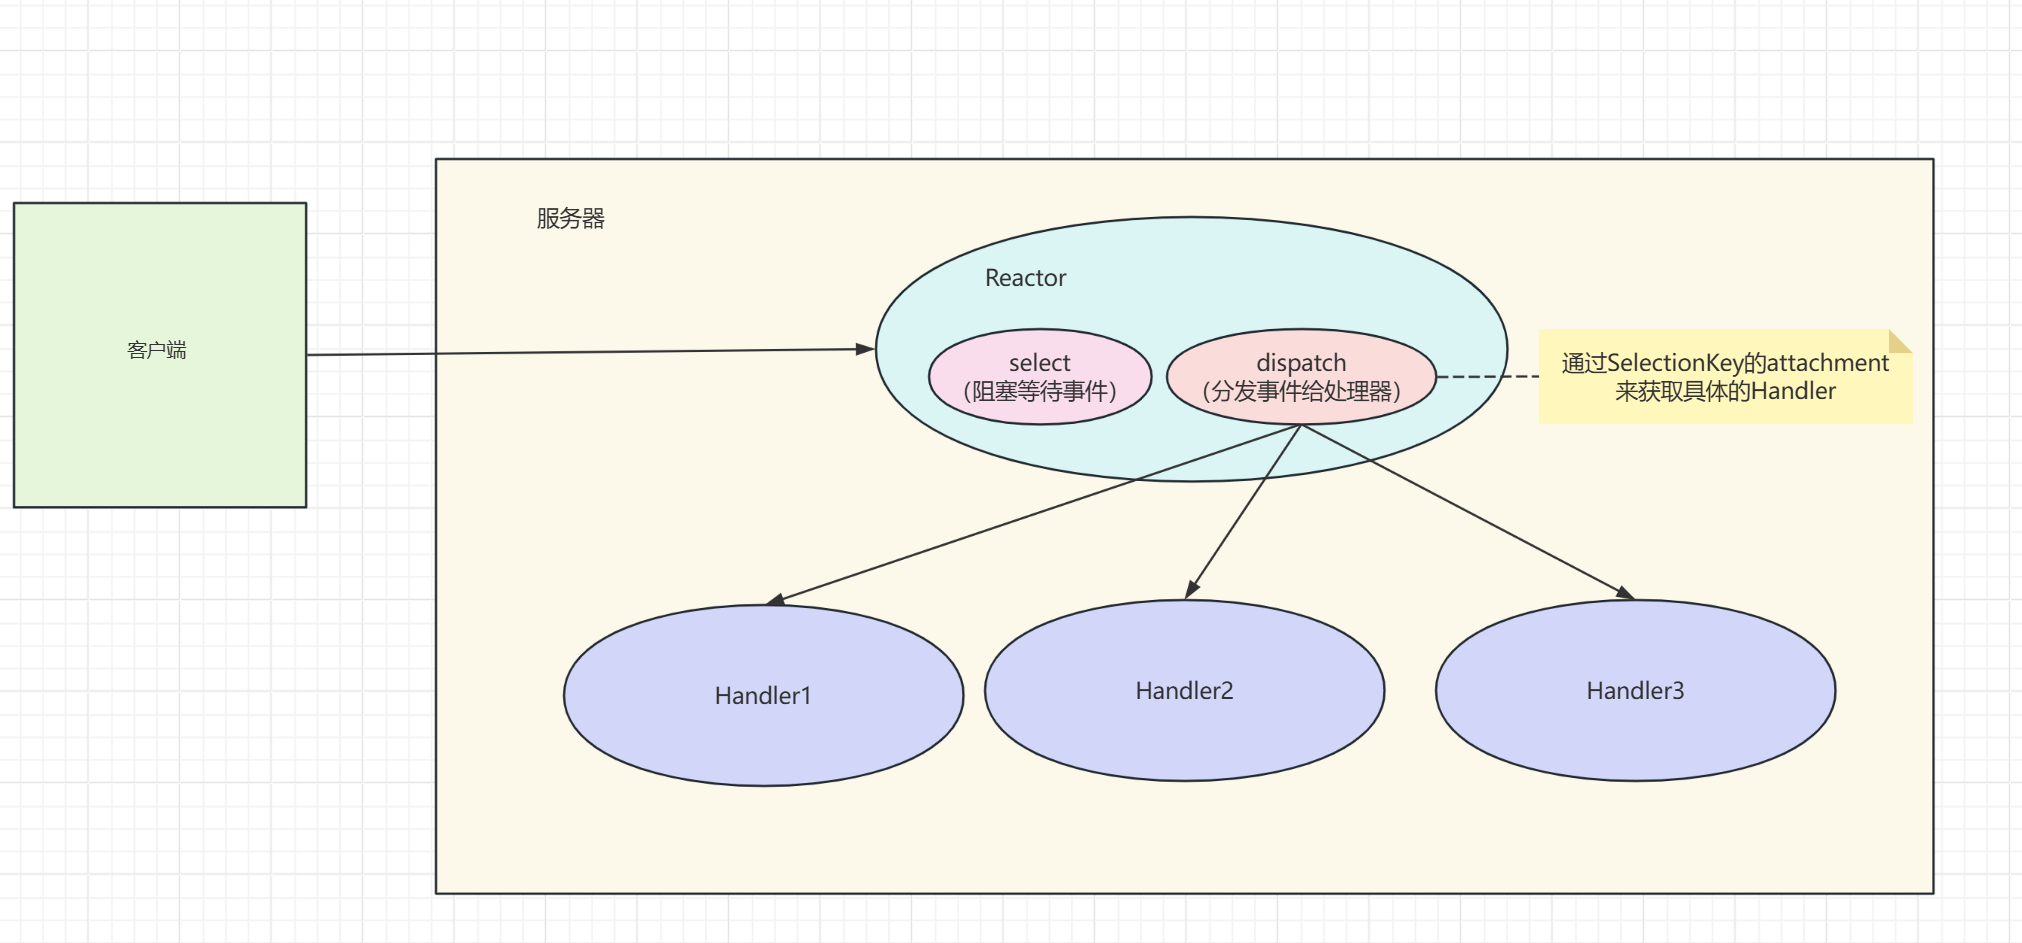 服务器
Reactor
客户端
select
（阻塞等待事件）
dispatch
（分发事件给处理器）
通过SelectionKey的attachment
来获取具体的Handler
Handler1
Handler2
Handler3